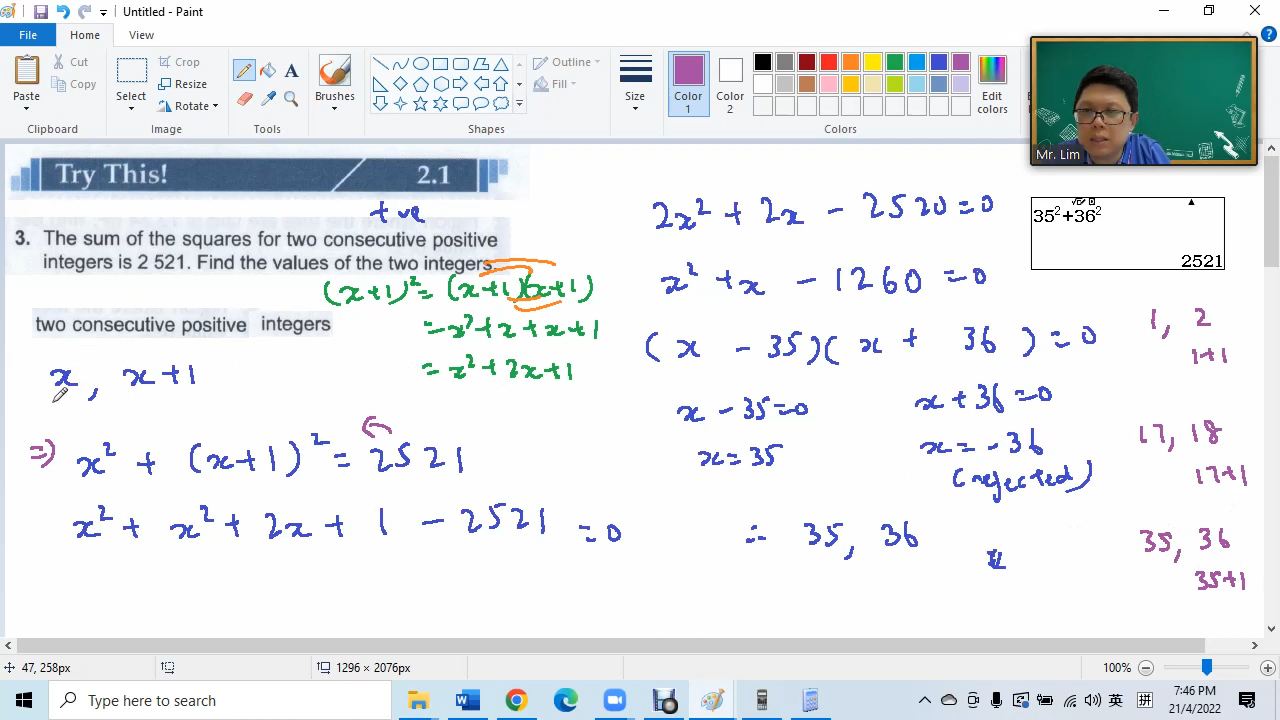 Untitled - Paint
File Home View
Paste Cut Copy Clipboard
Select Crop Resize Rotate Image
Tools
Brushes
Shapes Outline Fill
Size
Color 1 Color 2 Colors Edit colors
Mr. Lim
Try This! 2.1
+ve
3. The sum of the squares for two consecutive positive
integers is 2 521. Find the values of the two integers.
two consecutive positive integers
x, x+1
(x+1)² = (x+1)(x+1)
= x² + x + x + 1
= x² + 2x + 1
⇒ x² + (x+1)² = 2521
x² + x² + 2x + 1 - 2521 = 0
2x² + 2x - 2520 = 0
x² + x - 1260 = 0
(x - 35)(x + 36) = 0
x - 35 = 0 x + 36 = 0
x = 35 x = -36
(rejected)
∴ 35, 36
35²+36²
2521
1, 2
1+1
17, 18
17+1
35, 36
35+1
47, 258px
1296 × 2076px
100%
Type here to search
英 拼
7:46 PM
21/4/2022